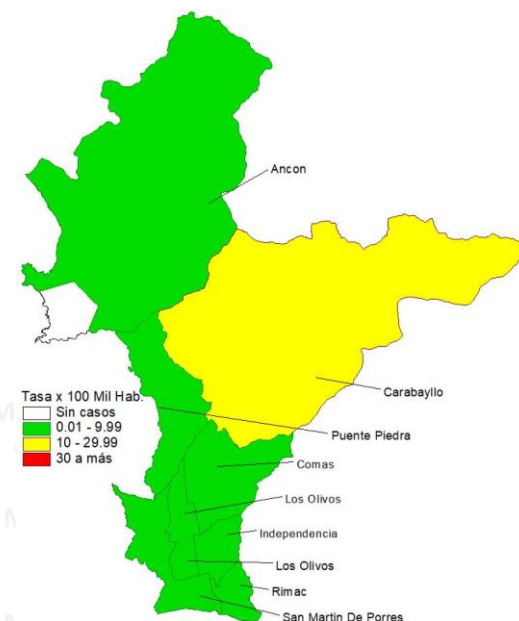 Ancon
Carabayllo
Tasa x 100 Mil Hab.
Sin casos
0.01 - 9.99
10 - 29.99
30 a más
Puente Piedra
Comas
Los Olivos
Independencia
Los Olivos
Rimac
San Martin De Porres